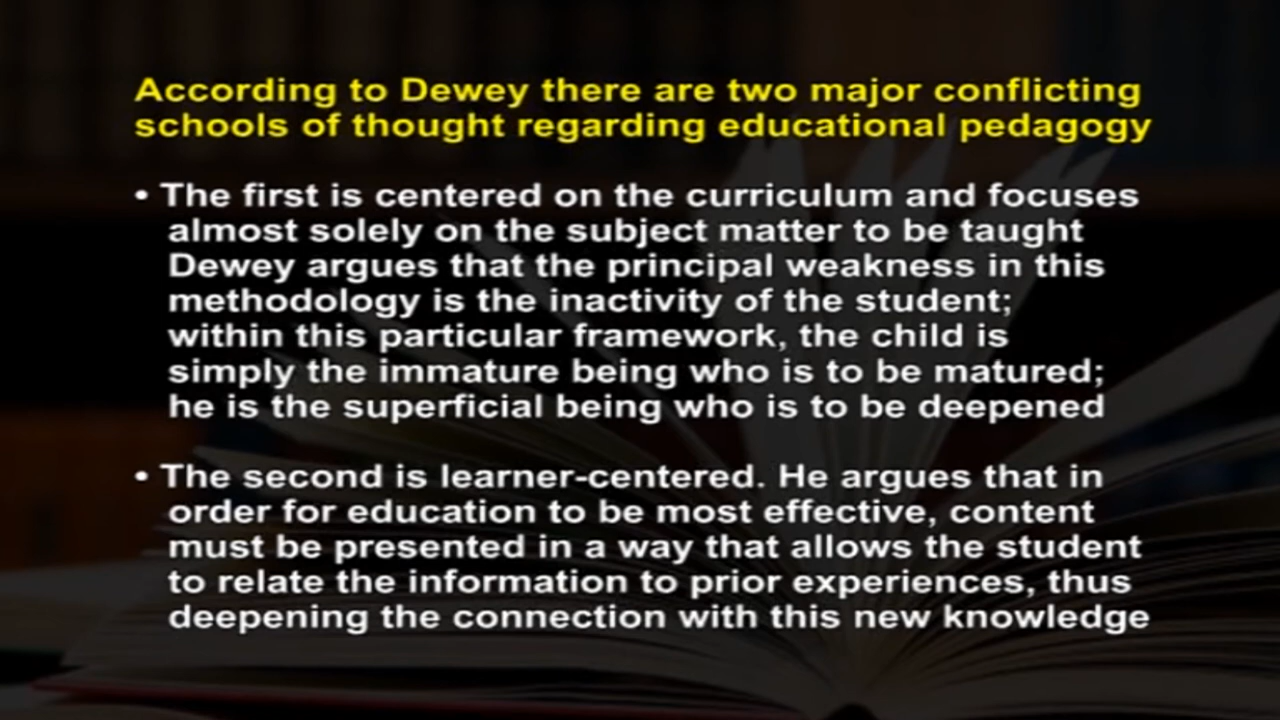 According to Dewey there are two major conflicting
schools of thought regarding educational pedagogy
• The first is centered on the curriculum and focuses
almost solely on the subject matter to be taught
Dewey argues that the principal weakness in this
methodology is the inactivity of the student;
within this particular framework, the child is
simply the immature being who is to be matured;
he is the superficial being who is to be deepened
• The second is learner-centered. He argues that in
order for education to be most effective, content
must be presented in a way that allows the student
to relate the information to prior experiences, thus
deepening the connection with this new knowledge